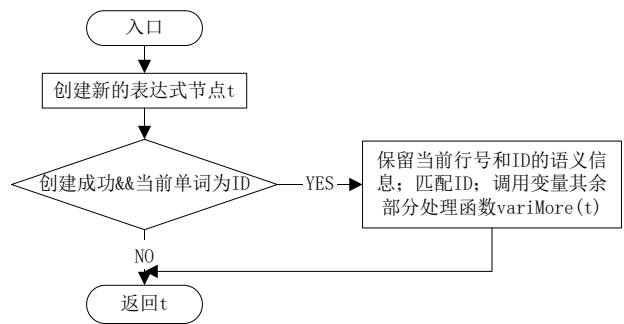 入口
创建新的表达式节点t
创建成功&&当前单词为ID
YES
保留当前行号和ID的语义信
息；匹配ID；调用变量其余
部分处理函数variMore(t)
NO
返回t